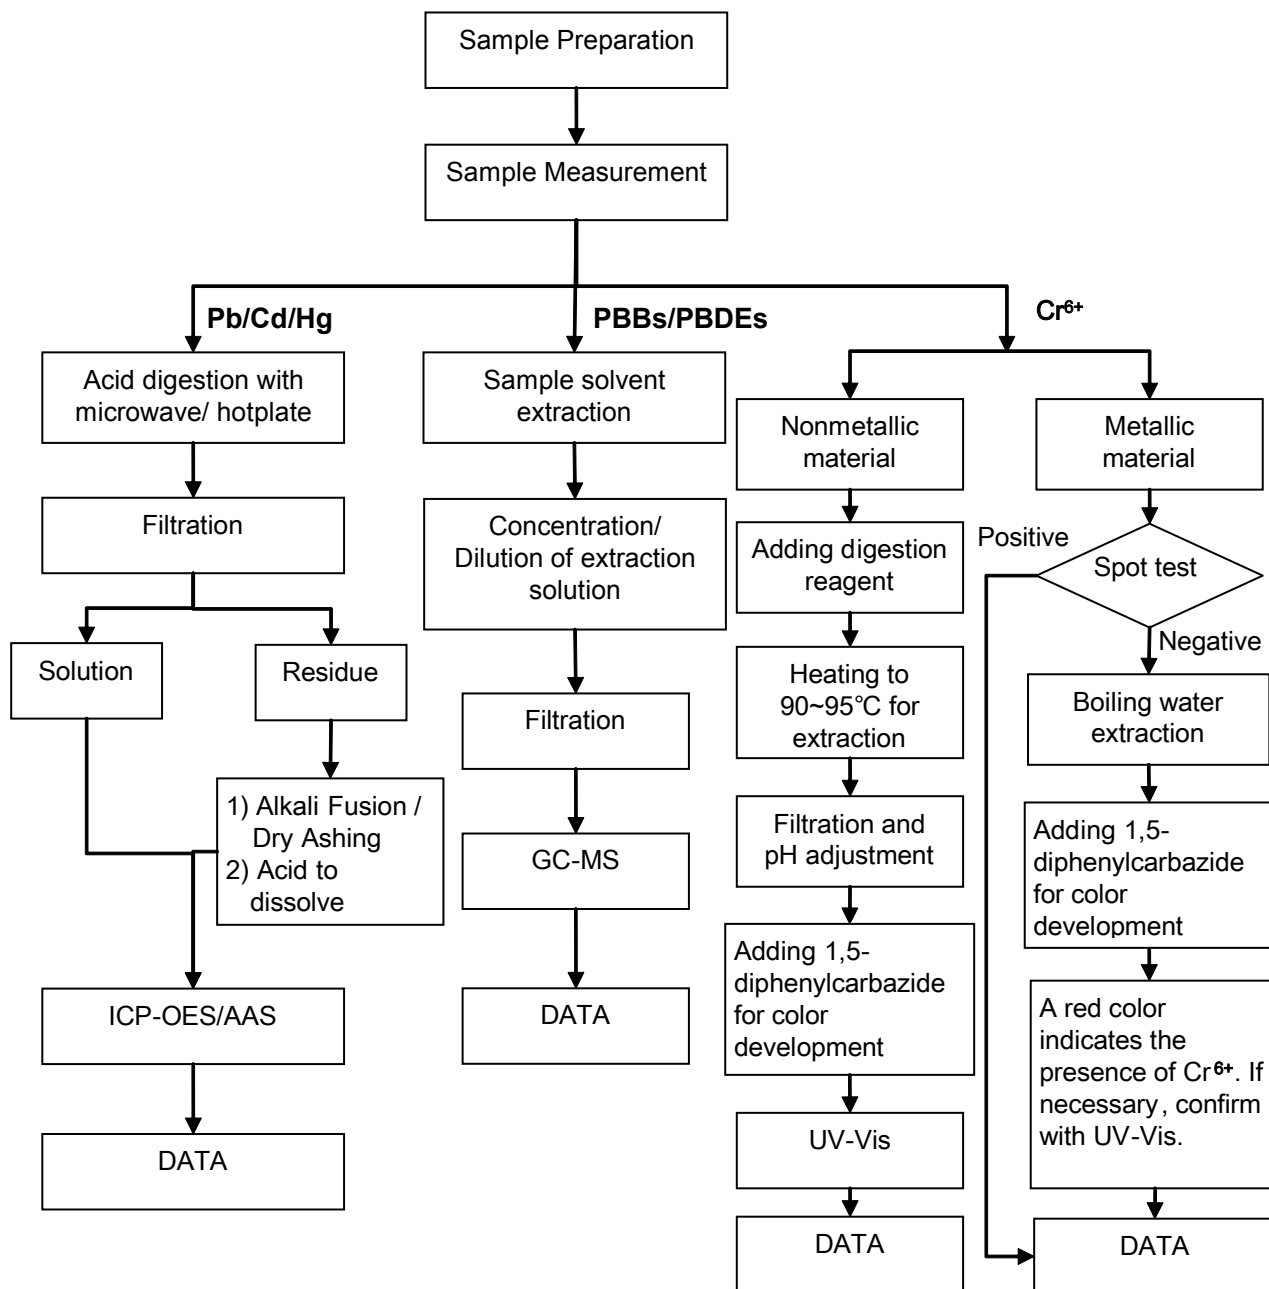 Sample Preparation
Sample Measurement
Pb/Cd/Hg
PBBs/PBDEs
Cr⁶⁺
Acid digestion with
microwave/ hotplate
Filtration
Solution
Residue
1) Alkali Fusion /
Dry Ashing
2) Acid to
dissolve
ICP-OES/AAS
DATA
Sample solvent
extraction
Concentration/
Dilution of extraction
solution
Filtration
GC-MS
DATA
Nonmetallic
material
Adding digestion
reagent
Heating to
90~95℃ for
extraction
Filtration and
pH adjustment
Adding 1,5-
diphenylcarbazide
for color
development
UV-Vis
DATA
Metallic
material
Positive
Spot test
Negative
Boiling water
extraction
Adding 1,5-
diphenylcarbazide
for color
development
A red color
indicates the
presence of Cr⁶⁺. If
necessary, confirm
with UV-Vis.
DATA